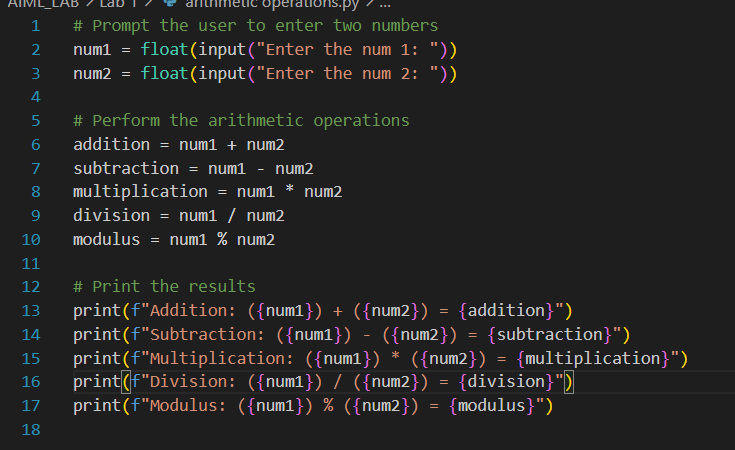 AIML_LAB > Lab 1 > arithmetic operations.py > ...
1 # Prompt the user to enter two numbers
2 num1 = float(input("Enter the num 1: "))
3 num2 = float(input("Enter the num 2: "))
4
5 # Perform the arithmetic operations
6 addition = num1 + num2
7 subtraction = num1 - num2
8 multiplication = num1 * num2
9 division = num1 / num2
10 modulus = num1 % num2
11
12 # Print the results
13 print(f"Addition: ({num1}) + ({num2}) = {addition}")
14 print(f"Subtraction: ({num1}) - ({num2}) = {subtraction}")
15 print(f"Multiplication: ({num1}) * ({num2}) = {multiplication}")
16 print(f"Division: ({num1}) / ({num2}) = {division}")
17 print(f"Modulus: ({num1}) % ({num2}) = {modulus}")
18